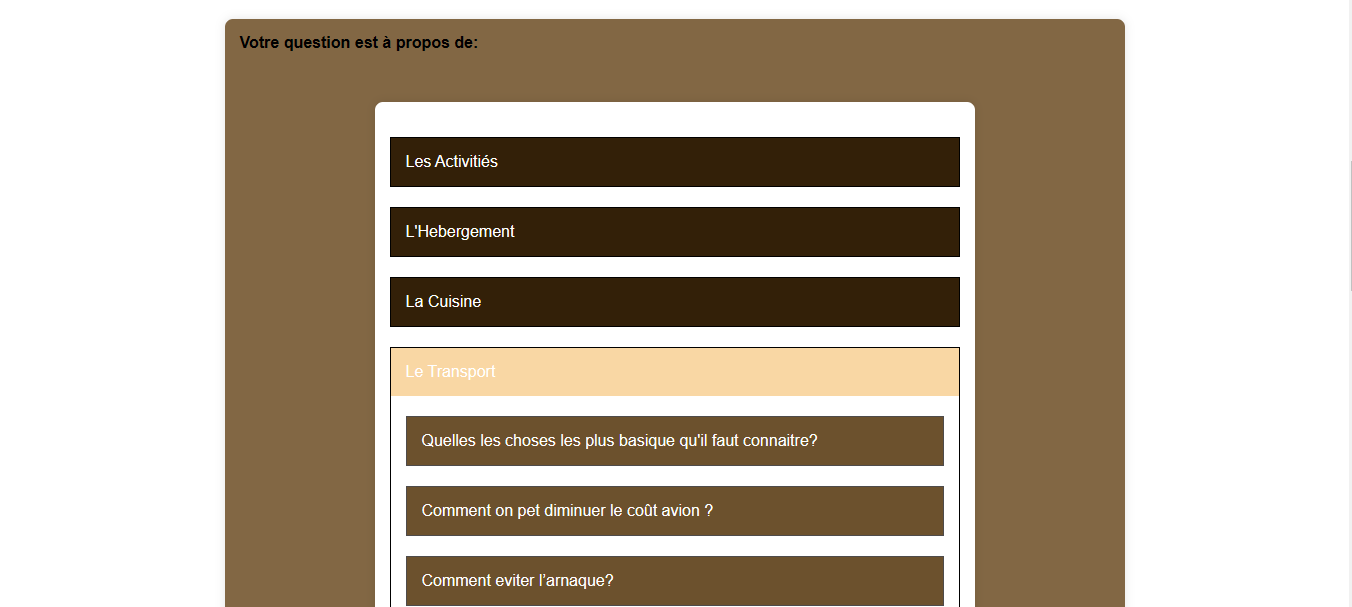 Votre question est à propos de:
Les Activitiés
L'Hebergement
La Cuisine
Le Transport
Quelles les choses les plus basique qu'il faut connaitre?
Comment on pet diminuer le coût avion ?
Comment eviter l’arnaque?